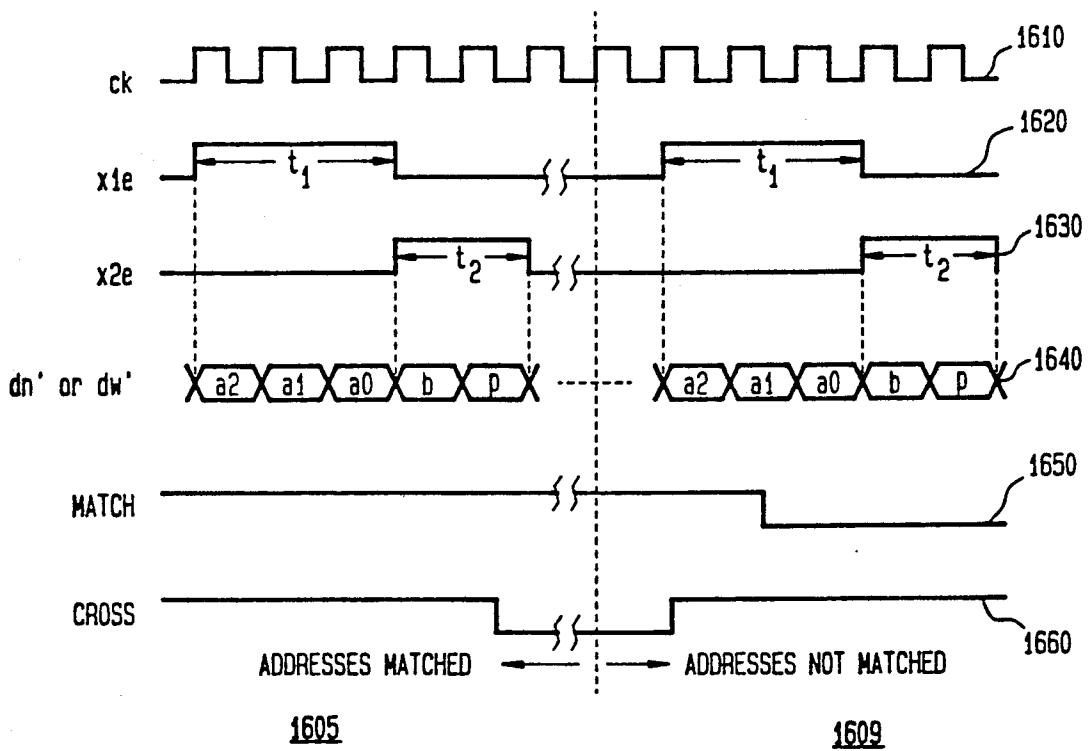 ck
1610
x1e
t1
t1
1620
x2e
t2
t2
1630
dn' or dw'
a2 a1 a0 b p
a2 a1 a0 b p
1640
MATCH
1650
CROSS
1660
ADDRESSES MATCHED
ADDRESSES NOT MATCHED
1605
1609